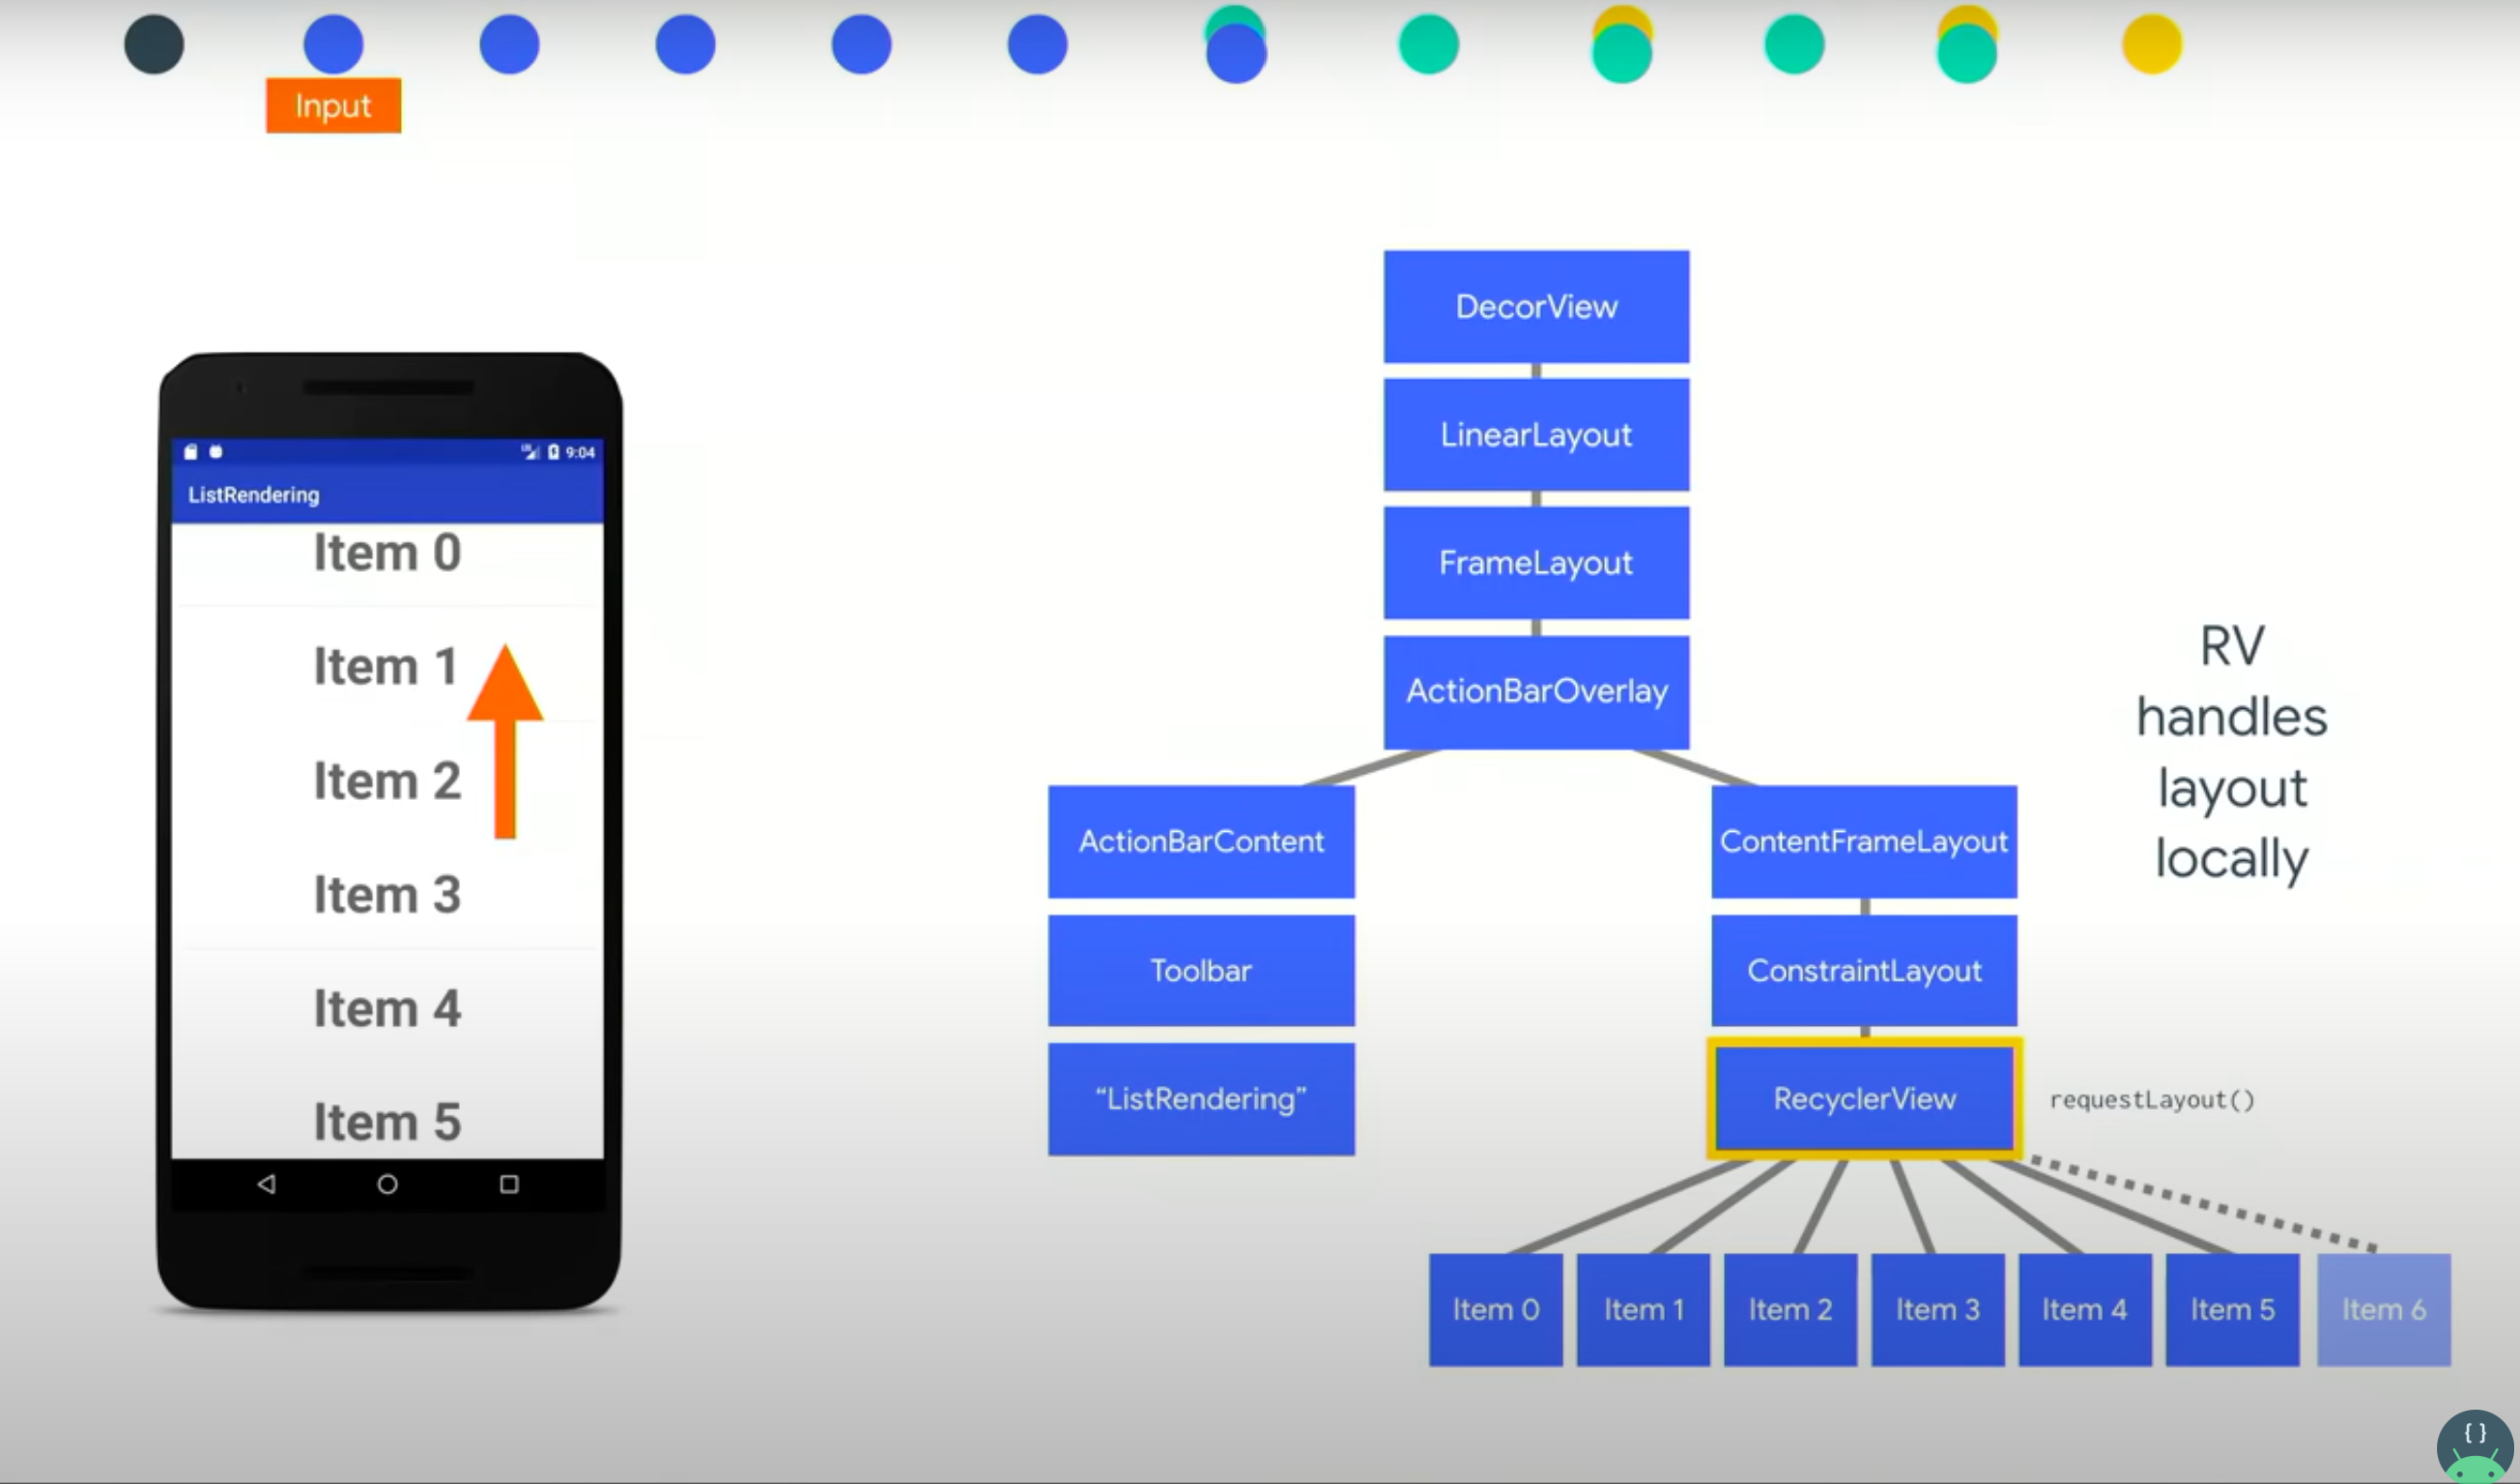 Input
9:04
ListRendering
Item 0
Item 1
Item 2
Item 3
Item 4
Item 5
DecorView
LinearLayout
FrameLayout
ActionBarOverlay
ActionBarContent
ContentFrameLayout
Toolbar
ConstraintLayout
“ListRendering”
RecyclerView
requestLayout()
Item 0
Item 1
Item 2
Item 3
Item 4
Item 5
Item 6
RV
handles
layout
locally
{ }